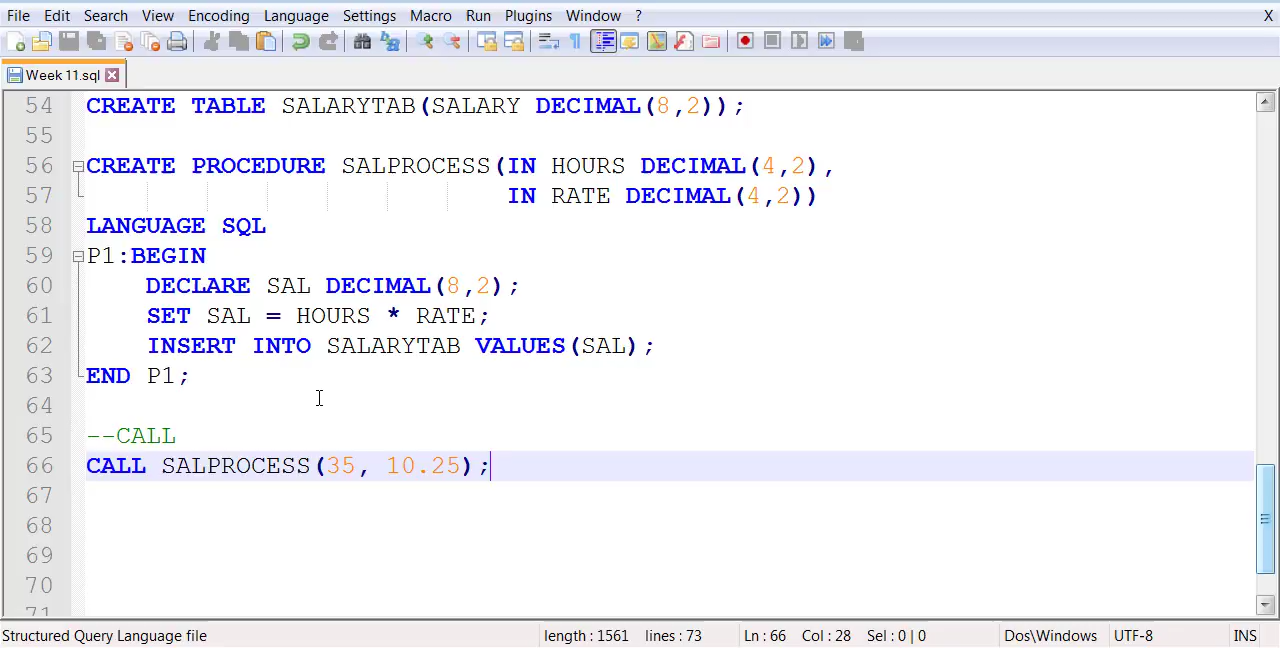 File Edit Search View Encoding Language Settings Macro Run Plugins Window ? X
Week 11.sql
54 CREATE TABLE SALARYTAB(SALARY DECIMAL(8,2));
55
56 CREATE PROCEDURE SALPROCESS(IN HOURS DECIMAL(4,2),
57 IN RATE DECIMAL(4,2))
58 LANGUAGE SQL
59 P1:BEGIN
60 DECLARE SAL DECIMAL(8,2);
61 SET SAL = HOURS * RATE;
62 INSERT INTO SALARYTAB VALUES(SAL);
63 END P1;
64
65 --CALL
66 CALL SALPROCESS(35, 10.25);
67
68
69
70
71
Structured Query Language file length : 1561 lines : 73 Ln : 66 Col : 28 Sel : 0 | 0 Dos\Windows UTF-8 INS